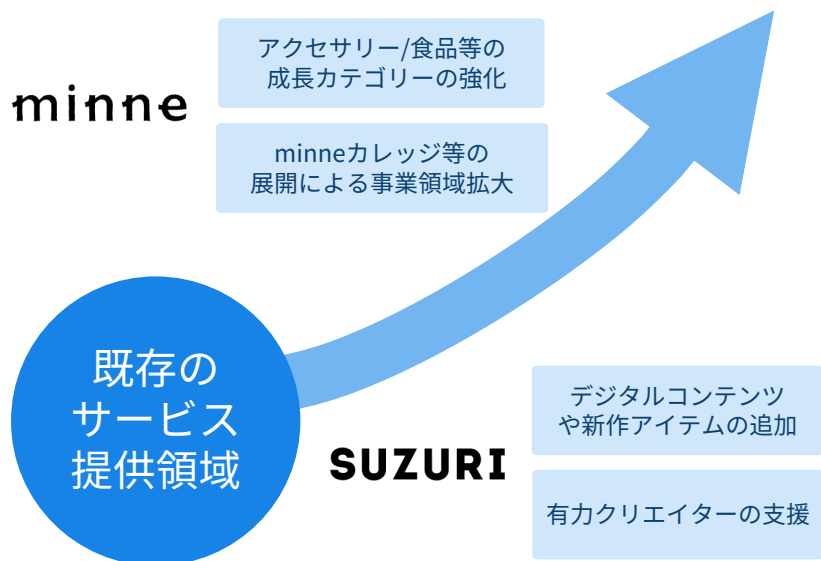 minne
アクセサリー/食品等の
成長カテゴリーの強化
minneカレッジ等の
展開による事業領域拡大
既存の
サービス
提供領域
SUZURI
デジタルコンテンツ
や新作アイテムの追加
有力クリエイターの支援